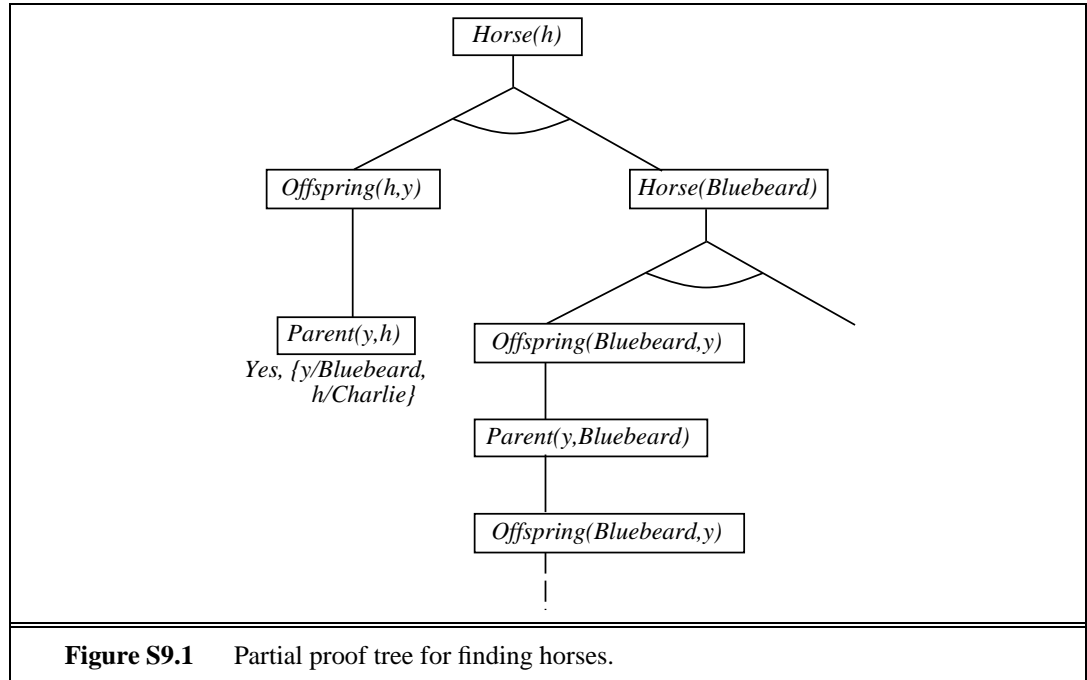 Horse(h)
Offspring(h,y)
Horse(Bluebeard)
Parent(y,h)
Yes, {y/Bluebeard,
h/Charlie}
Offspring(Bluebeard,y)
Parent(y,Bluebeard)
Offspring(Bluebeard,y)
Figure S9.1 Partial proof tree for finding horses.